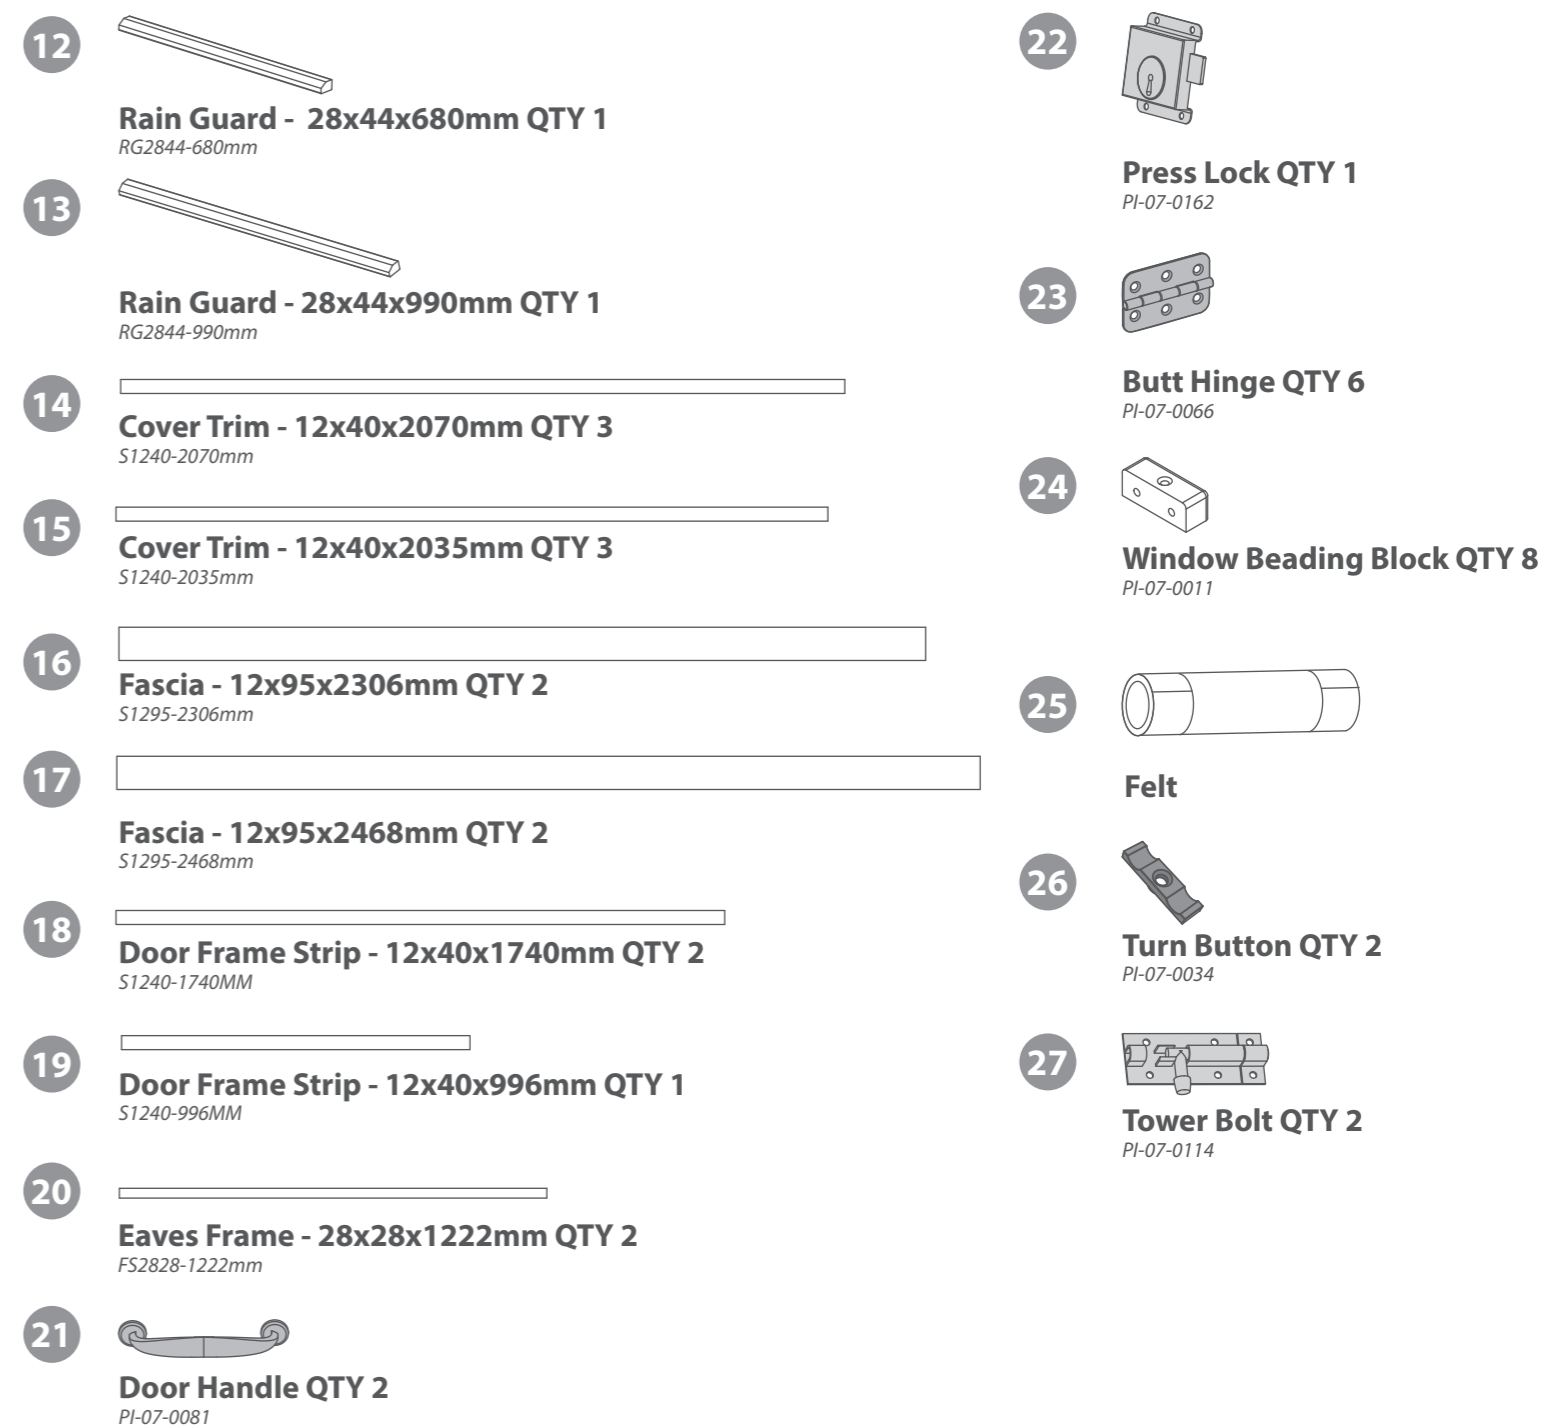 12
Rain Guard - 28x44x680mm QTY 1
RG2844-680mm
13
Rain Guard - 28x44x990mm QTY 1
RG2844-990mm
14
Cover Trim - 12x40x2070mm QTY 3
S1240-2070mm
15
Cover Trim - 12x40x2035mm QTY 3
S1240-2035mm
16
Fascia - 12x95x2306mm QTY 2
S1295-2306mm
17
Fascia - 12x95x2468mm QTY 2
S1295-2468mm
18
Door Frame Strip - 12x40x1740mm QTY 2
S1240-1740MM
19
Door Frame Strip - 12x40x996mm QTY 1
S1240-996MM
20
Eaves Frame - 28x28x1222mm QTY 2
FS2828-1222mm
21
Door Handle QTY 2
PI-07-0081
22
Press Lock QTY 1
PI-07-0162
23
Butt Hinge QTY 6
PI-07-0066
24
Window Beading Block QTY 8
PI-07-0011
25
Felt
26
Turn Button QTY 2
PI-07-0034
27
Tower Bolt QTY 2
PI-07-0114